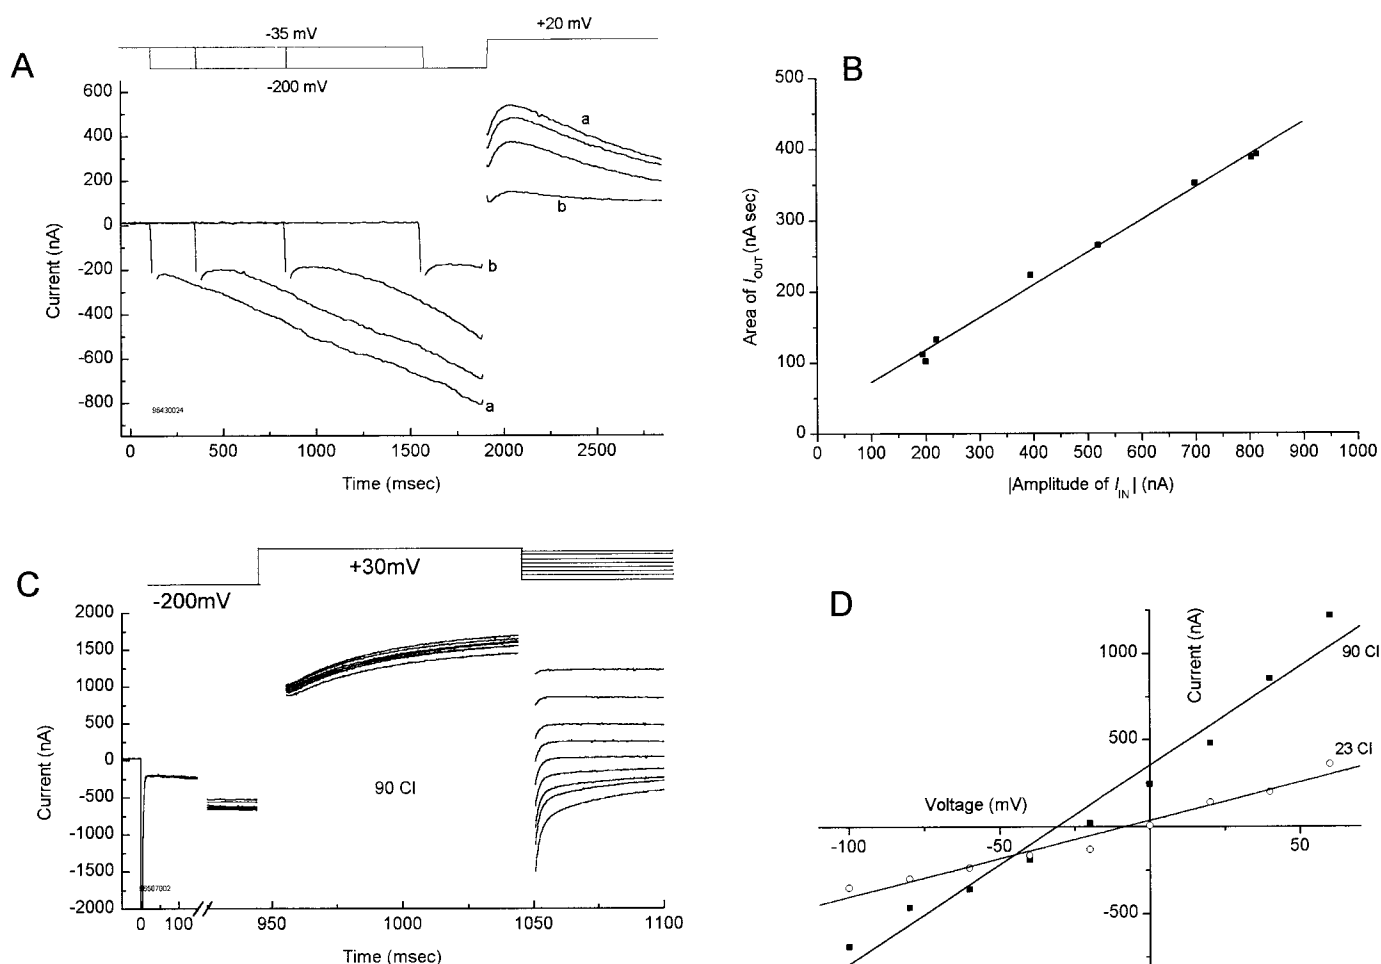 A
-35 mV
+20 mV
-200 mV
600
400
200
0
-200
-400
-600
-800
Current (nA)
a
b
b
a
96430024
0
500
1000
1500
2000
2500
Time (msec)
B
500
400
300
200
100
0
Area of IOUT (nA sec)
0
100
200
300
400
500
600
700
800
900
1000
|Amplitude of IIN| (nA)
C
-200mV
+30mV
2000
1500
1000
500
0
-500
-1000
-1500
-2000
Current (nA)
90 Cl
0
100
950
1000
1050
1100
Time (msec)
D
Current (nA)
1000
500
-500
90 Cl
23 Cl
Voltage (mV)
-100
-50
0
50